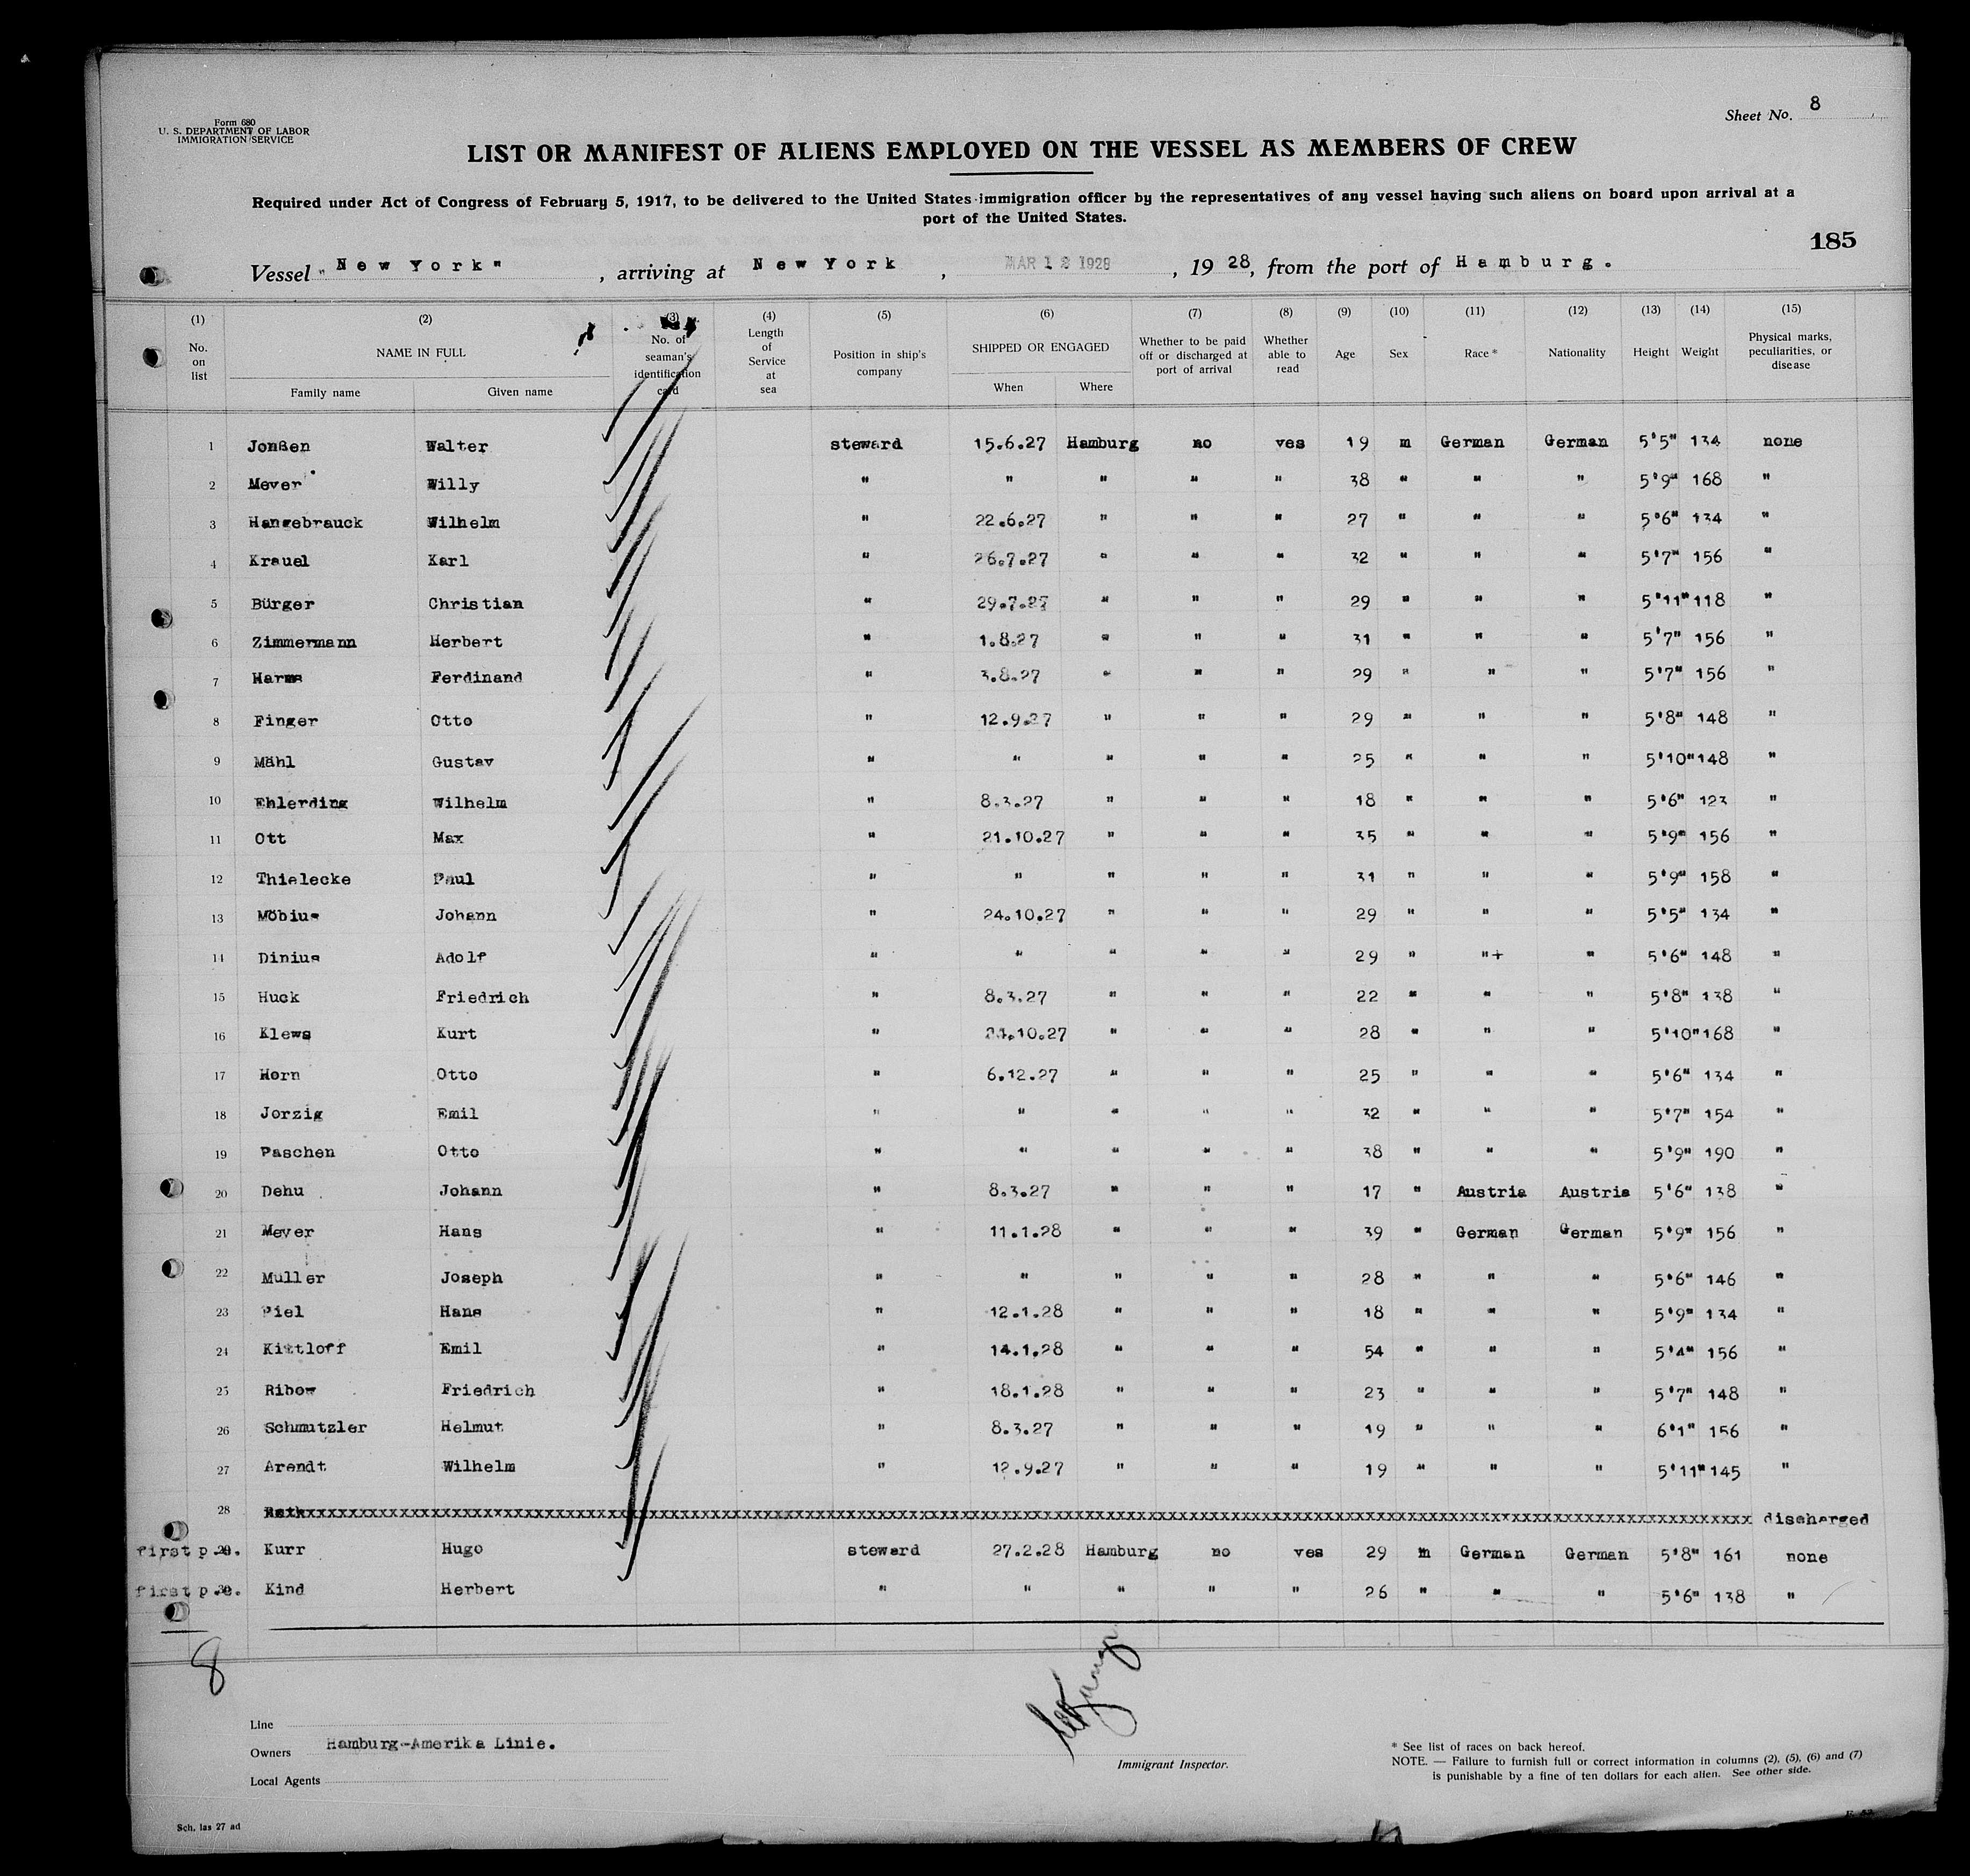 Form 680
U. S. DEPARTMENT OF LABOR
IMMIGRATION SERVICE
Sheet No. 8
LIST OR MANIFEST OF ALIENS EMPLOYED ON THE VESSEL AS MEMBERS OF CREW
Required under Act of Congress of February 5, 1917, to be delivered to the United States immigration officer by the representatives of any vessel having such aliens on board upon arrival at a
port of the United States.
185
Vessel "New York", arriving at New York, MAR 12 1928, 1928, from the port of Hamburg.
(1) (2) (3) (4) (5) (6) (7) (8) (9) (10) (11) (12) (13) (14) (15)
No. on list NAME IN FULL Family name Given name No. of seaman's identification card Length of Service at sea Position in ship's company SHIPPED OR ENGAGED When Where Whether to be paid off or discharged at port of arrival Whether able to read Age Sex Race * Nationality Height Weight Physical marks, peculiarities, or disease
1 Jonßen Walter steward 15.6.27 Hamburg no yes 19 m German German 5'5" 134 none
2 Meyer Willy " " " " " 38 " " " 5'9" 168 "
3 Hangebrauck Wilhelm " 22.6.27 " " " 27 " " " 5'6" 134 "
4 Krauel Karl " 26.7.27 " " " 32 " " " 5'7" 156 "
5 Bürger Christian " 29.7.27 " " " 29 " " " 5'11" 118 "
6 Zimmermann Herbert " 1.8.27 " " " 31 " " " 5'7" 156 "
7 Harms Ferdinand " 3.8.27 " " " 29 " " " 5'7" 156 "
8 Finger Otto " 12.9.27 " " " 29 " " " 5'8" 148 "
9 Mähl Gustav " " " " " 25 " " " 5'10" 148 "
10 Ehlerding Wilhelm " 8.3.27 " " " 18 " " " 5'6" 123 "
11 Ott Max " 21.10.27 " " " 35 " " " 5'9" 156 "
12 Thielecke Paul " " " " " 31 " " " 5'9" 158 "
13 Möbius Johann " 24.10.27 " " " 29 " " " 5'5" 134 "
14 Dinius Adolf " " " " " 29 " "+ " 5'6" 148 "
15 Huck Friedrich " 8.3.27 " " " 22 " " " 5'8" 138 "
16 Klews Kurt " 24.10.27 " " " 28 " " " 5'10" 168 "
17 Horn Otto " 6.12.27 " " " 25 " " " 5'6" 134 "
18 Jorzig Emil " " " " " 32 " " " 5'7" 154 "
19 Paschen Otto " " " " " 38 " " " 5'9" 190 "
20 Dehu Johann " 8.3.27 " " " 17 " Austria Austria 5'6" 138 "
21 Meyer Hans " 11.1.28 " " " 39 " German German 5'9" 156 "
22 Muller Joseph " " " " " 28 " " " 5'6" 146 "
23 Piel Hans " 12.1.28 " " " 18 " " " 5'9" 134 "
24 Kittloff Emil " 14.1.28 " " " 54 " " " 5'4" 156 "
25 Ribow Friedrich " 18.1.28 " " " 23 " " " 5'7" 148 "
26 Schmutzler Helmut " 8.3.27 " " " 19 " " " 6'1" 156 "
27 Arendt Wilhelm " 12.9.27 " " " 19 " " " 5'11" 145 "
28 discharged
first p.e. 29 Kurr Hugo steward 27.2.28 Hamburg no yes 29 m German German 5'8" 161 none
first p.e. 30 Kind Herbert " " " " " 26 " " " 5'6" 138 "
8
Line
Owners Hamburg-Amerika Linie.
Local Agents
Immigrant Inspector.
* See list of races on back hereof.
NOTE. — Failure to furnish full or correct information in columns (2), (5), (6) and (7)
is punishable by a fine of ten dollars for each alien. See other side.
Sch. las 27 ad